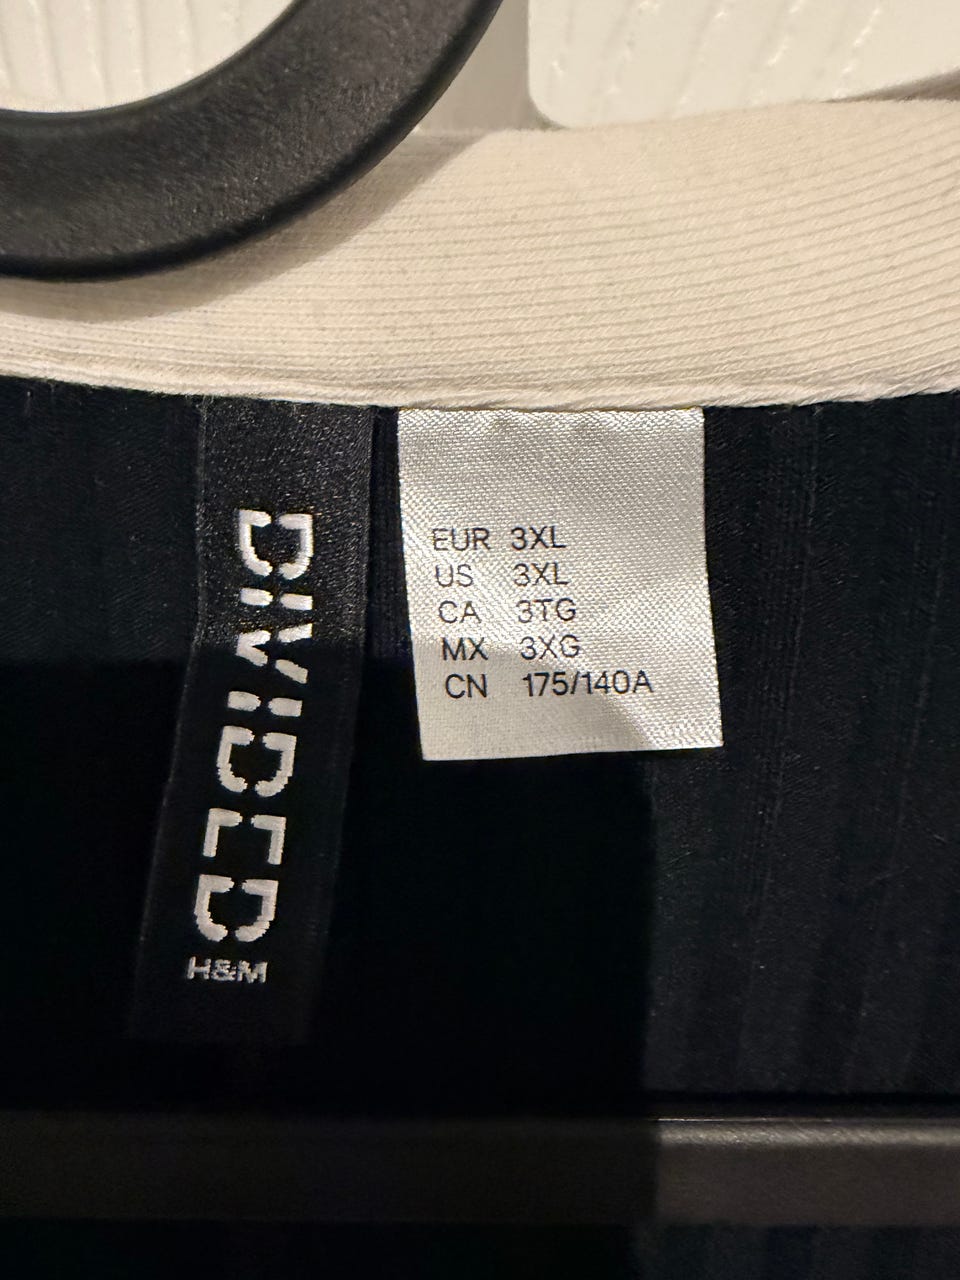 DIVIDED
H&M
EUR 3XL
US 3XL
CA 3TG
MX 3XG
CN 175/140A